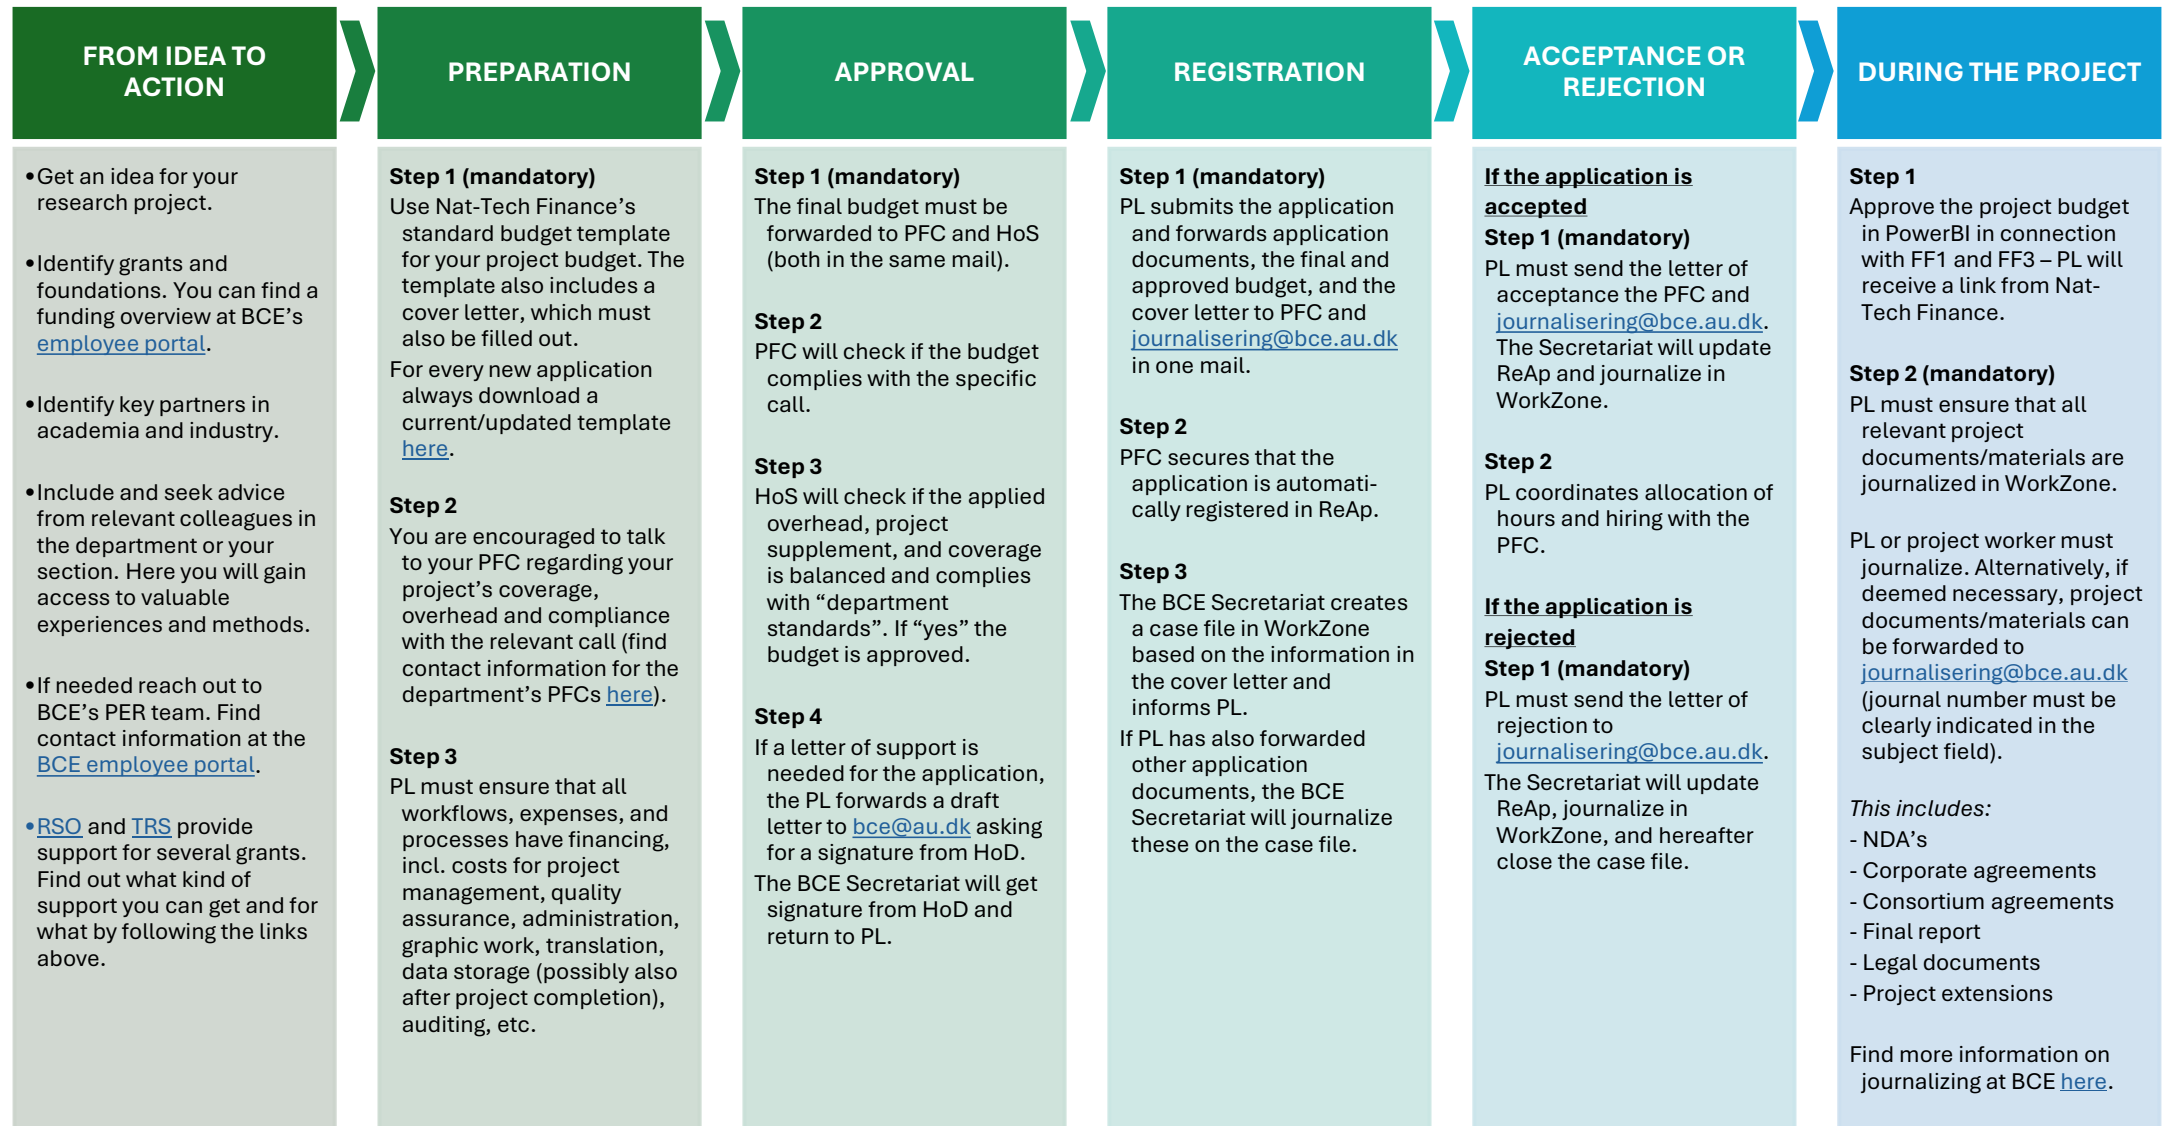 FROM IDEA TO
ACTION
•Get an idea for your
research project.
•Identify grants and
foundations. You can find a
funding overview at BCE’s
employee portal.
•Identify key partners in
academia and industry.
•Include and seek advice
from relevant colleagues in
the department or your
section. Here you will gain
access to valuable
experiences and methods.
•If needed reach out to
BCE’s PER team. Find
contact information at the
BCE employee portal.
•RSO and TRS provide
support for several grants.
Find out what kind of
support you can get and for
what by following the links
above.
PREPARATION
Step 1 (mandatory)
Use Nat-Tech Finance’s
standard budget template
for your project budget. The
template also includes a
cover letter, which must
also be filled out.
For every new application
always download a
current/updated template
here.
Step 2
You are encouraged to talk
to your PFC regarding your
project’s coverage,
overhead and compliance
with the relevant call (find
contact information for the
department’s PFCs here).
Step 3
PL must ensure that all
workflows, expenses, and
processes have financing,
incl. costs for project
management, quality
assurance, administration,
graphic work, translation,
data storage (possibly also
after project completion),
auditing, etc.
APPROVAL
Step 1 (mandatory)
The final budget must be
forwarded to PFC and HoS
(both in the same mail).
Step 2
PFC will check if the budget
complies with the specific
call.
Step 3
HoS will check if the applied
overhead, project
supplement, and coverage
is balanced and complies
with “department
standards”. If “yes” the
budget is approved.
Step 4
If a letter of support is
needed for the application,
the PL forwards a draft
letter to bce@au.dk asking
for a signature from HoD.
The BCE Secretariat will get
signature from HoD and
return to PL.
REGISTRATION
Step 1 (mandatory)
PL submits the application
and forwards application
documents, the final and
approved budget, and the
cover letter to PFC and
journalisering@bce.au.dk
in one mail.
Step 2
PFC secures that the
application is automati-
cally registered in ReAp.
Step 3
The BCE Secretariat creates
a case file in WorkZone
based on the information in
the cover letter and
informs PL.
If PL has also forwarded
other application
documents, the BCE
Secretariat will journalize
these on the case file.
ACCEPTANCE OR
REJECTION
If the application is
accepted
Step 1 (mandatory)
PL must send the letter of
acceptance the PFC and
journalisering@bce.au.dk.
The Secretariat will update
ReAp and journalize in
WorkZone.
Step 2
PL coordinates allocation of
hours and hiring with the
PFC.
If the application is
rejected
Step 1 (mandatory)
PL must send the letter of
rejection to
journalisering@bce.au.dk.
The Secretariat will update
ReAp, journalize in
WorkZone, and hereafter
close the case file.
DURING THE PROJECT
Step 1
Approve the project budget
in PowerBI in connection
with FF1 and FF3 – PL will
receive a link from Nat-
Tech Finance.
Step 2 (mandatory)
PL must ensure that all
relevant project
documents/materials are
journalized in WorkZone.
PL or project worker must
journalize. Alternatively, if
deemed necessary, project
documents/materials can
be forwarded to
journalisering@bce.au.dk
(journal number must be
clearly indicated in the
subject field).
This includes:
- NDA’s
- Corporate agreements
- Consortium agreements
- Final report
- Legal documents
- Project extensions
Find more information on
journalizing at BCE here.